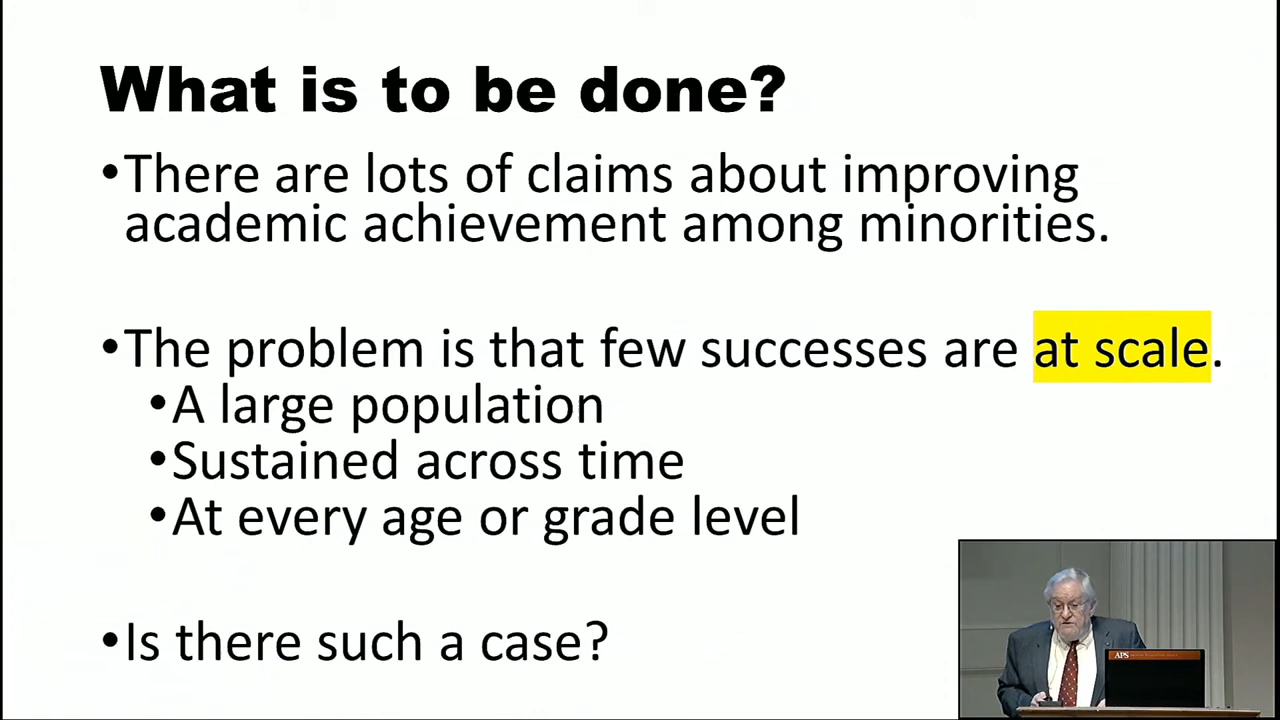 What is to be done?
•There are lots of claims about improving
academic achievement among minorities.
•The problem is that few successes are at scale.
•A large population
•Sustained across time
•At every age or grade level
•Is there such a case?
APS